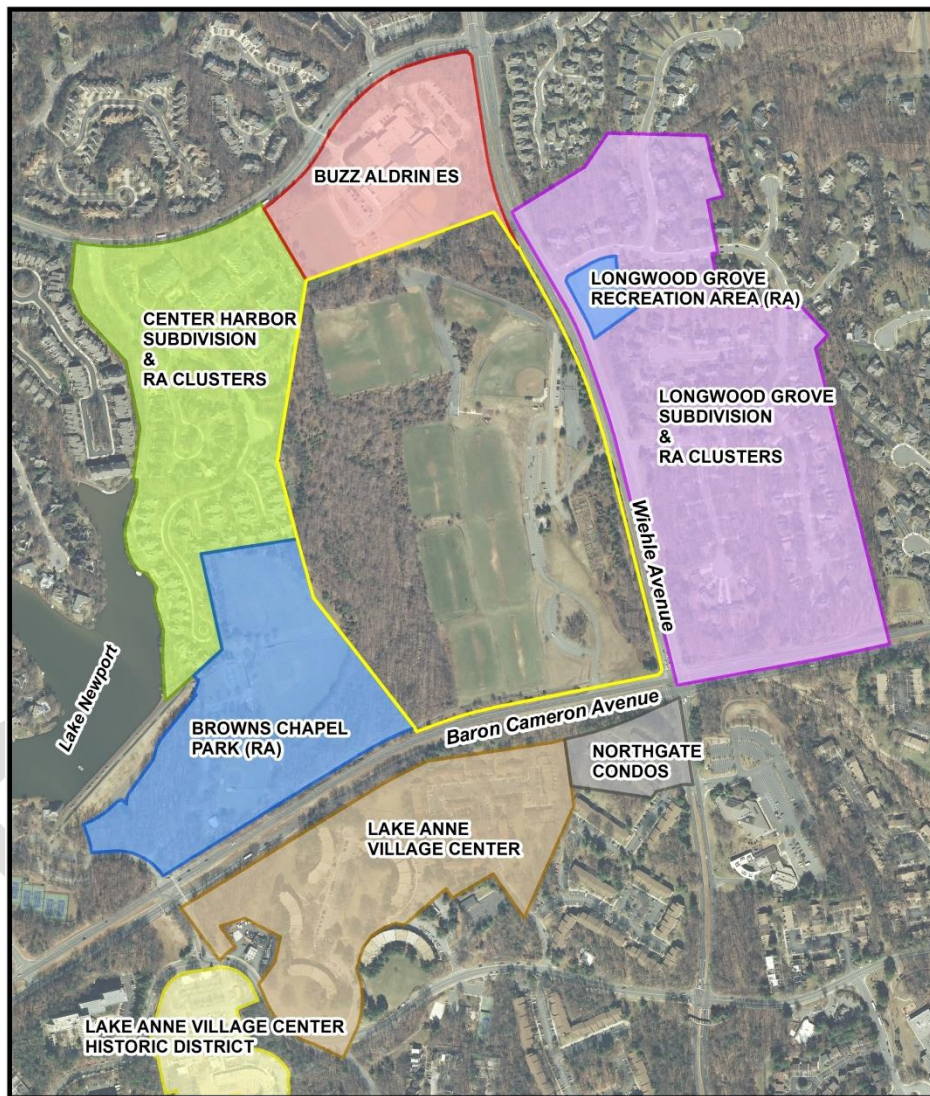 BUZZ ALDRIN ES
LONGWOOD GROVE
RECREATION AREA (RA)
CENTER HARBOR
SUBDIVISION
&
RA CLUSTERS
LONGWOOD GROVE
SUBDIVISION
&
RA CLUSTERS
Wiehle Avenue
Lake Newport
Baron Cameron Avenue
BROWNS CHAPEL
PARK (RA)
NORTHGATE
CONDOS
LAKE ANNE
VILLAGE CENTER
LAKE ANNE VILLAGE CENTER
HISTORIC DISTRICT